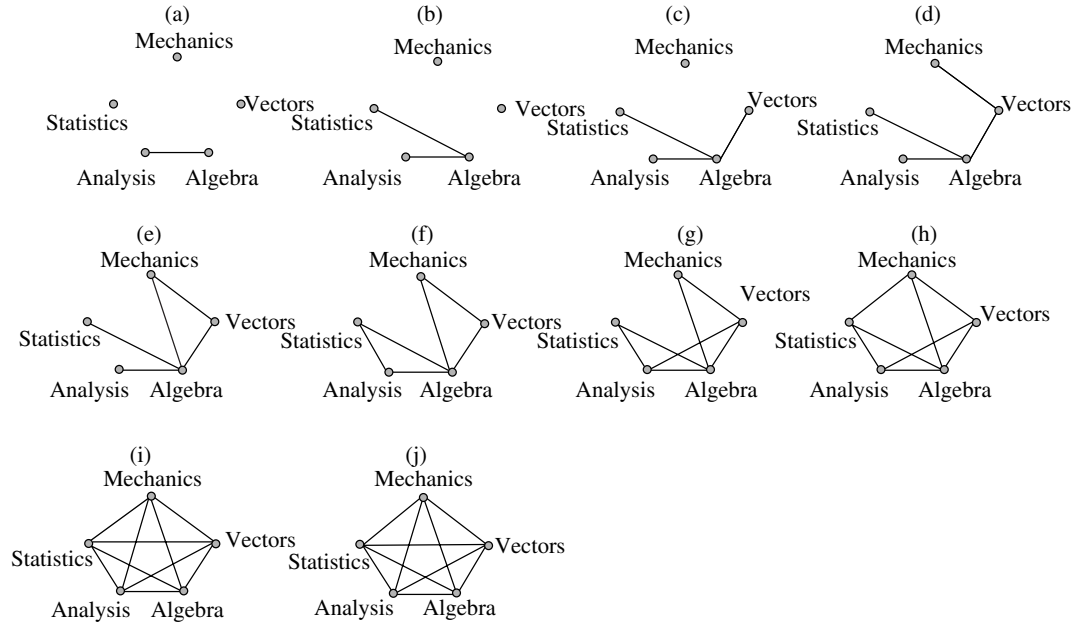 (a) (b) (c) (d)
Mechanics Mechanics Mechanics Mechanics
Vectors Vectors Vectors Vectors
Statistics Statistics Statistics Statistics
Analysis Algebra Analysis Algebra Analysis Algebra Analysis Algebra
(e) (f) (g) (h)
Mechanics Mechanics Mechanics Mechanics
Vectors Vectors Vectors Vectors
Statistics Statistics Statistics Statistics
Analysis Algebra Analysis Algebra Analysis Algebra Analysis Algebra
(i) (j)
Mechanics Mechanics
Statistics Vectors Statistics Vectors
Analysis Algebra Analysis Algebra